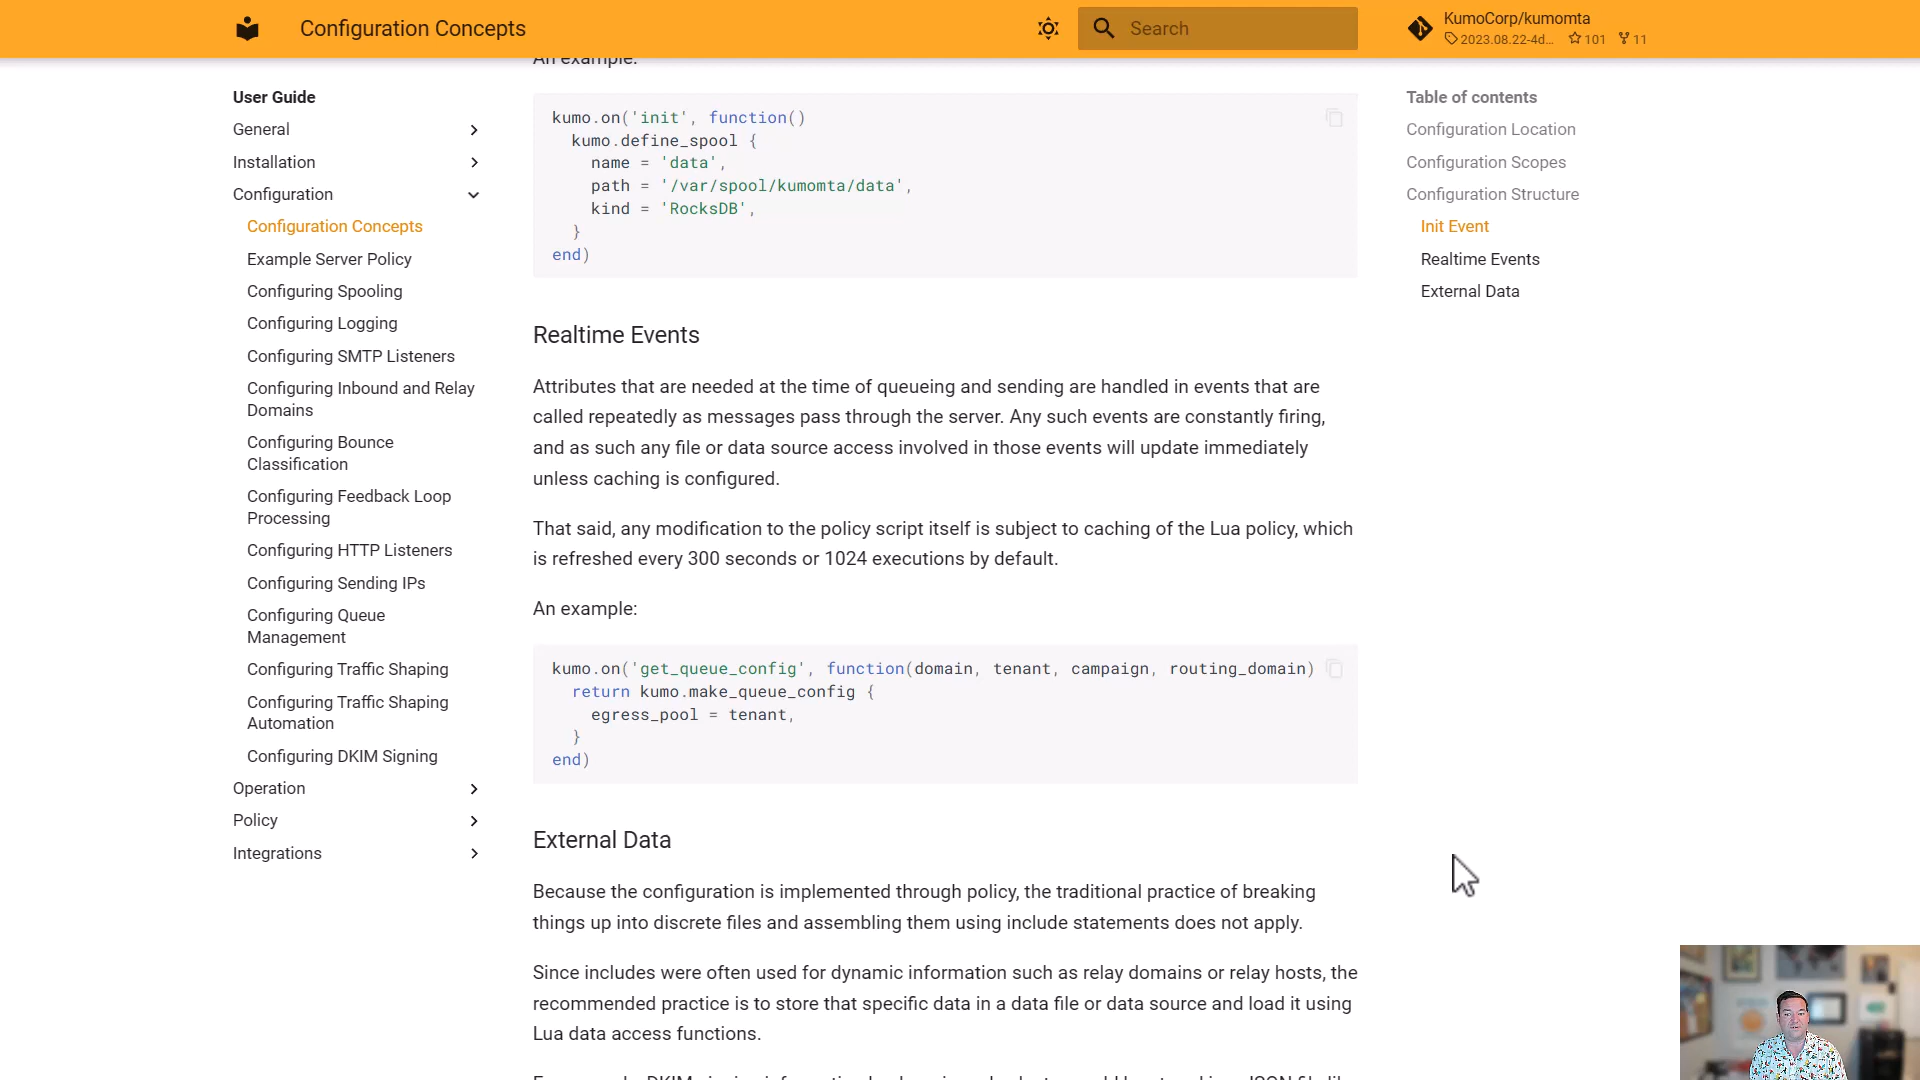 Configuration Concepts
Search
KumoCorp/kumomta
2023.08.22-4d... 101 11
User Guide
General
Installation
Configuration
Configuration Concepts
Example Server Policy
Configuring Spooling
Configuring Logging
Configuring SMTP Listeners
Configuring Inbound and Relay
Domains
Configuring Bounce
Classification
Configuring Feedback Loop
Processing
Configuring HTTP Listeners
Configuring Sending IPs
Configuring Queue
Management
Configuring Traffic Shaping
Configuring Traffic Shaping
Automation
Configuring DKIM Signing
Operation
Policy
Integrations
An example:
kumo.on('init', function()
  kumo.define_spool {
    name = 'data',
    path = '/var/spool/kumomta/data',
    kind = 'RocksDB',
  }
end)
Realtime Events
Attributes that are needed at the time of queueing and sending are handled in events that are
called repeatedly as messages pass through the server. Any such events are constantly firing,
and as such any file or data source access involved in those events will update immediately
unless caching is configured.
That said, any modification to the policy script itself is subject to caching of the Lua policy, which
is refreshed every 300 seconds or 1024 executions by default.
An example:
kumo.on('get_queue_config', function(domain, tenant, campaign, routing_domain)
  return kumo.make_queue_config {
    egress_pool = tenant,
  }
end)
External Data
Because the configuration is implemented through policy, the traditional practice of breaking
things up into discrete files and assembling them using include statements does not apply.
Since includes were often used for dynamic information such as relay domains or relay hosts, the
recommended practice is to store that specific data in a data file or data source and load it using
Lua data access functions.
Table of contents
Configuration Location
Configuration Scopes
Configuration Structure
Init Event
Realtime Events
External Data